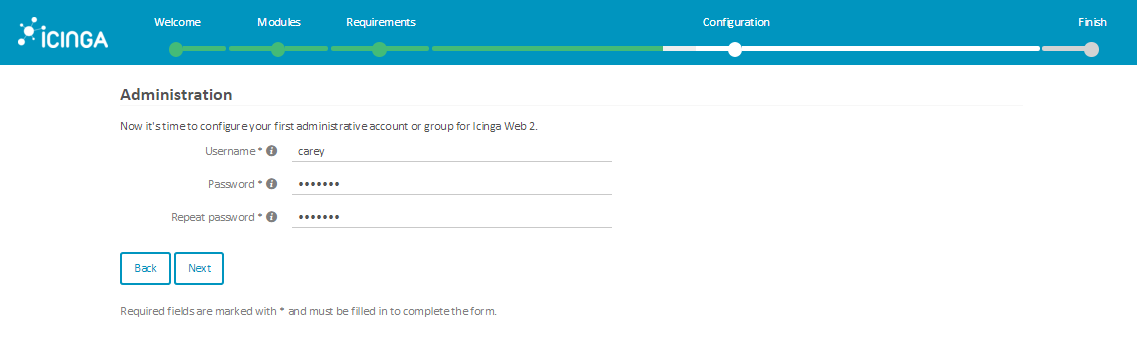 Welcome Modules Requirements Configuration Finish
ICINGA
Administration
Now it's time to configure your first administrative account or group for Icinga Web 2.
Username * carey
Password * •••••••
Repeat password * •••••••
Back Next
Required fields are marked with * and must be filled in to complete the form.